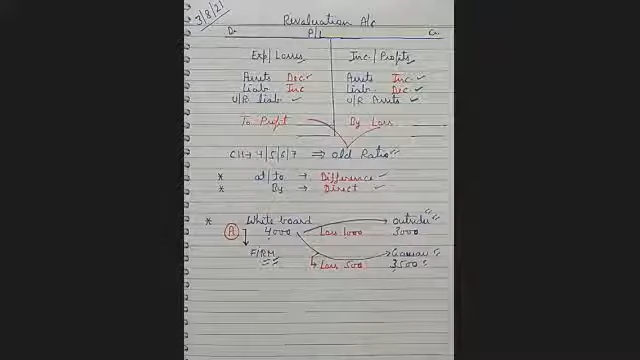 3/8/21
Revaluation A/c
Dr. P/L Cr.
Exp/Losses Inc./Profits
Assets Dec. Assets Inc.
Liab Inc Liab. Dec.
U/R Liab U/R Assets
To Profit By Loss
CH → 4/5/6/7 ⇒ Old Ratio
* at/to → Difference
* By → Direct
* White board outside
A 4000 Loss 1000 3000
FIRM Loss 500 3500